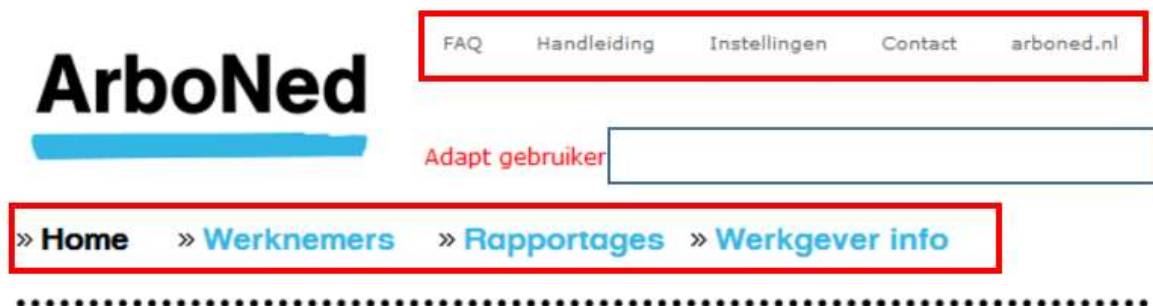 FAQ Handleiding Instellingen Contact arboned.nl
ArboNed
Adapt gebruiker
» Home » Werknemers » Rapportages » Werkgever info